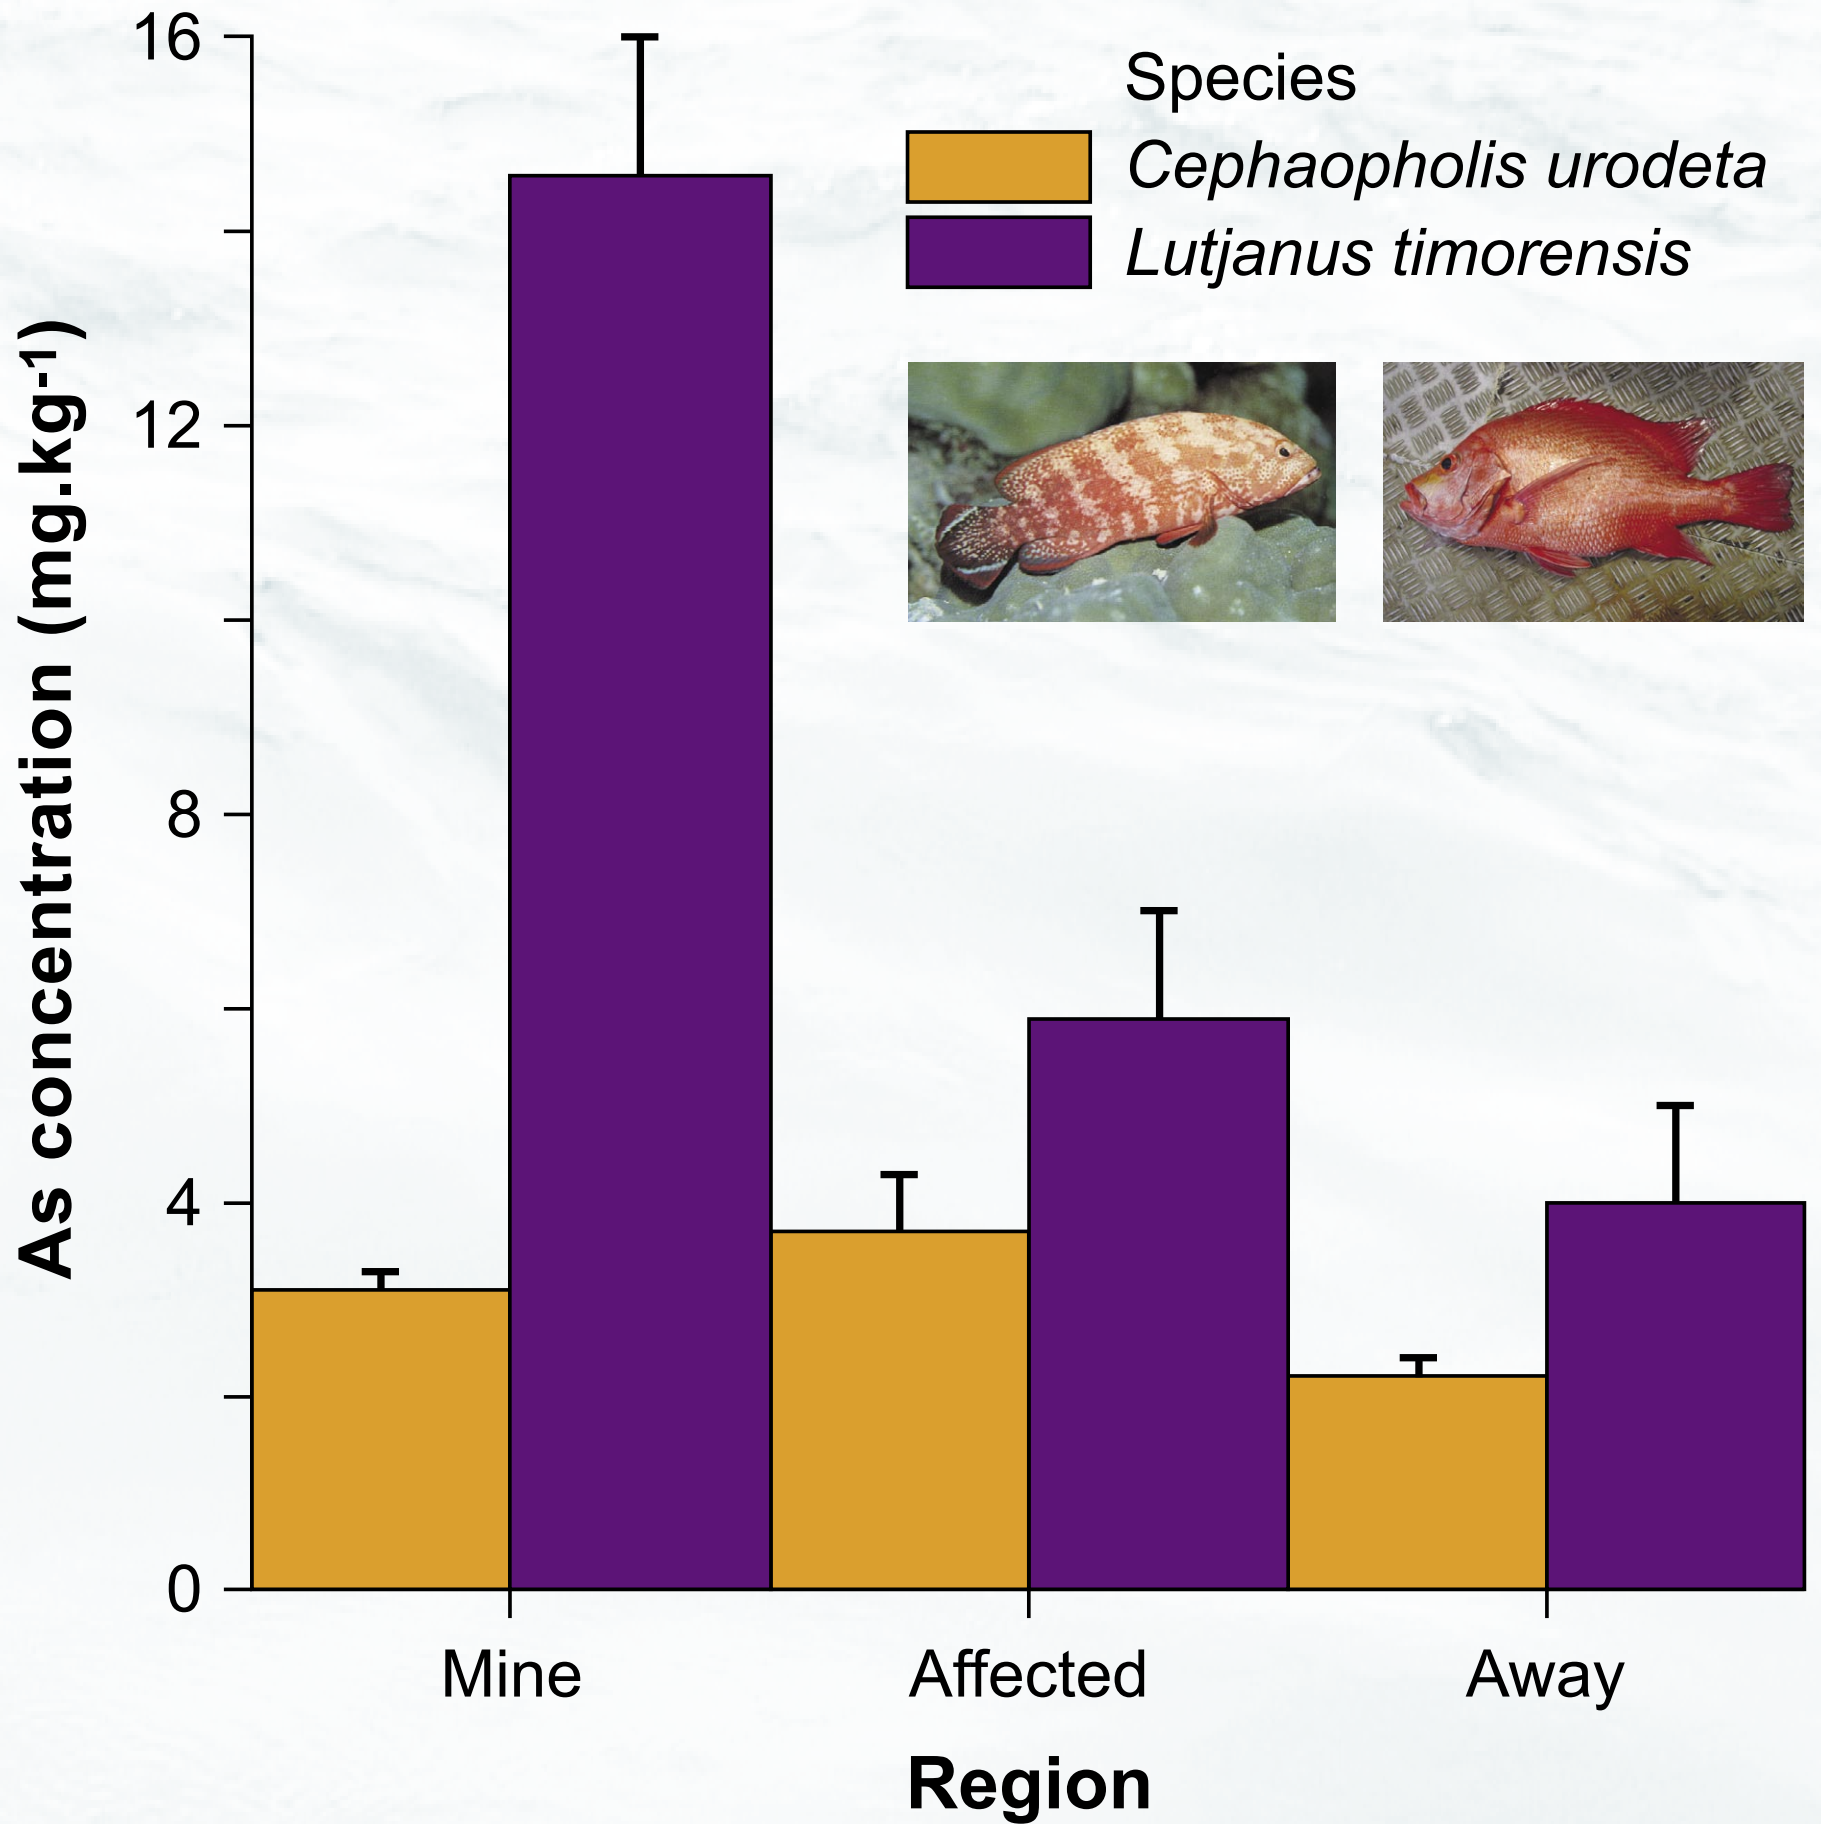 16
12
8
4
0
As concentration (mg.kg-1)
Species
Cephaopholis urodeta
Lutjanus timorensis
Mine
Affected
Away
Region